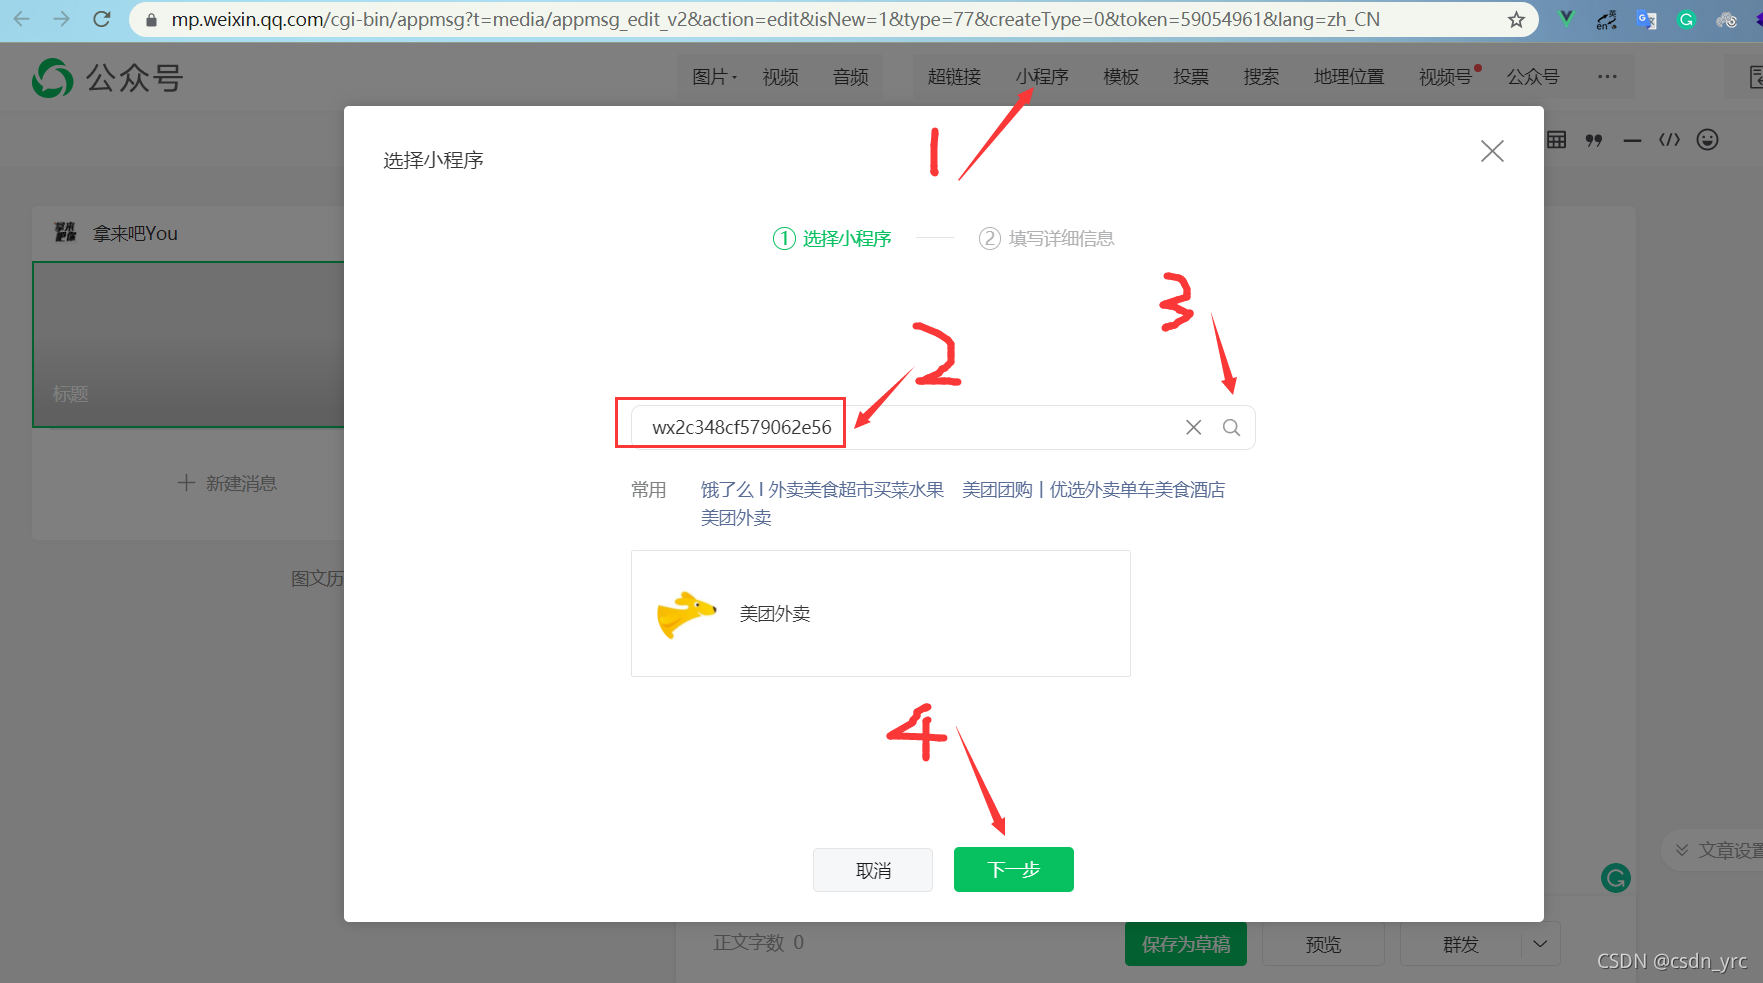 mp.weixin.qq.com/cgi-bin/appmsg?t=media/appmsg_edit_v2&action=edit&isNew=1&type=77&createType=0&token=59054961&lang=zh_CN
公众号
图片 视频 音频 超链接 小程序 模板 投票 搜索 地理位置 视频号 公众号 ···
1
选择小程序
拿来吧You
1 选择小程序 2 填写详细信息
3
2
标题
wx2c348cf579062e56
新建消息
常用 饿了么 l 外卖美食超市买菜水果 美团团购 | 优选外卖单车美食酒店
美团外卖
图文历
美团外卖
4
文章设置
取消 下一步
正文字数 0 保存为草稿 预览 群发
CSDN @csdn_yrc